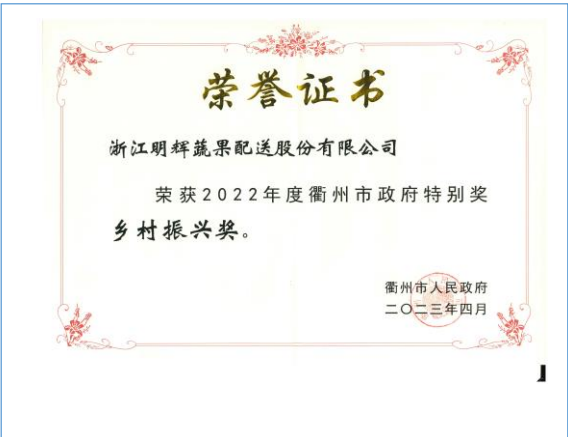 荣誉证书
浙江明辉蔬果配送股份有限公司
荣获2022年度衢州市政府特别奖
乡村振兴奖。
衢州市人民政府
二〇二三年四月